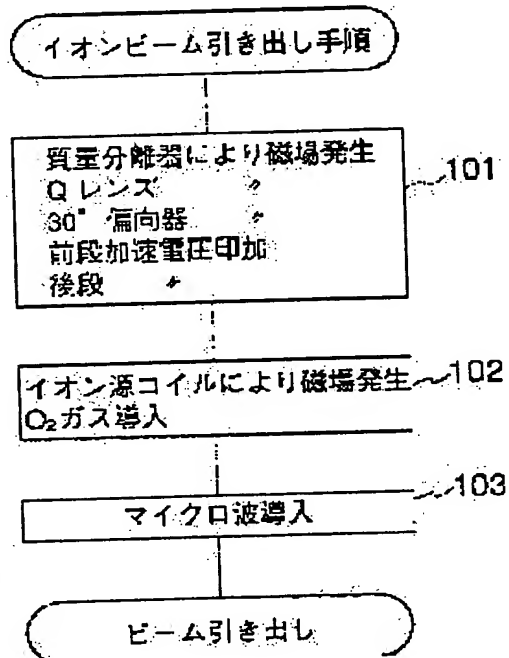 イオンビーム引き出し手順
質量分離器により磁場発生
Qレンズ 〃
101
30° 偏向器 〃
前段加速電圧印加
後段 〃
イオン源コイルにより磁場発生
102
O₂ガス導入
103
マイクロ波導入
ビーム引き出し